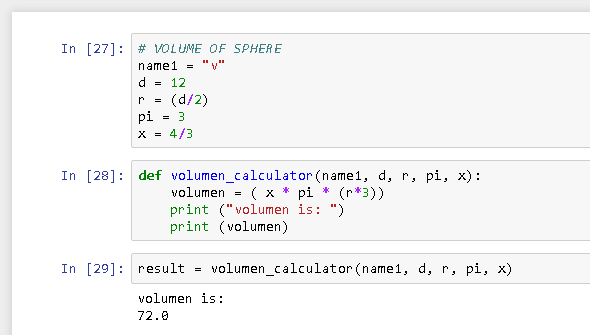 In [27]: # VOLUME OF SPHERE
name1 = "v"
d = 12
r = (d/2)
pi = 3
x = 4/3
In [28]: def volumen_calculator(name1, d, r, pi, x):
    volumen = ( x * pi * (r*3))
    print ("volumen is: ")
    print (volumen)
In [29]: result = volumen_calculator(name1, d, r, pi, x)
volumen is:
72.0